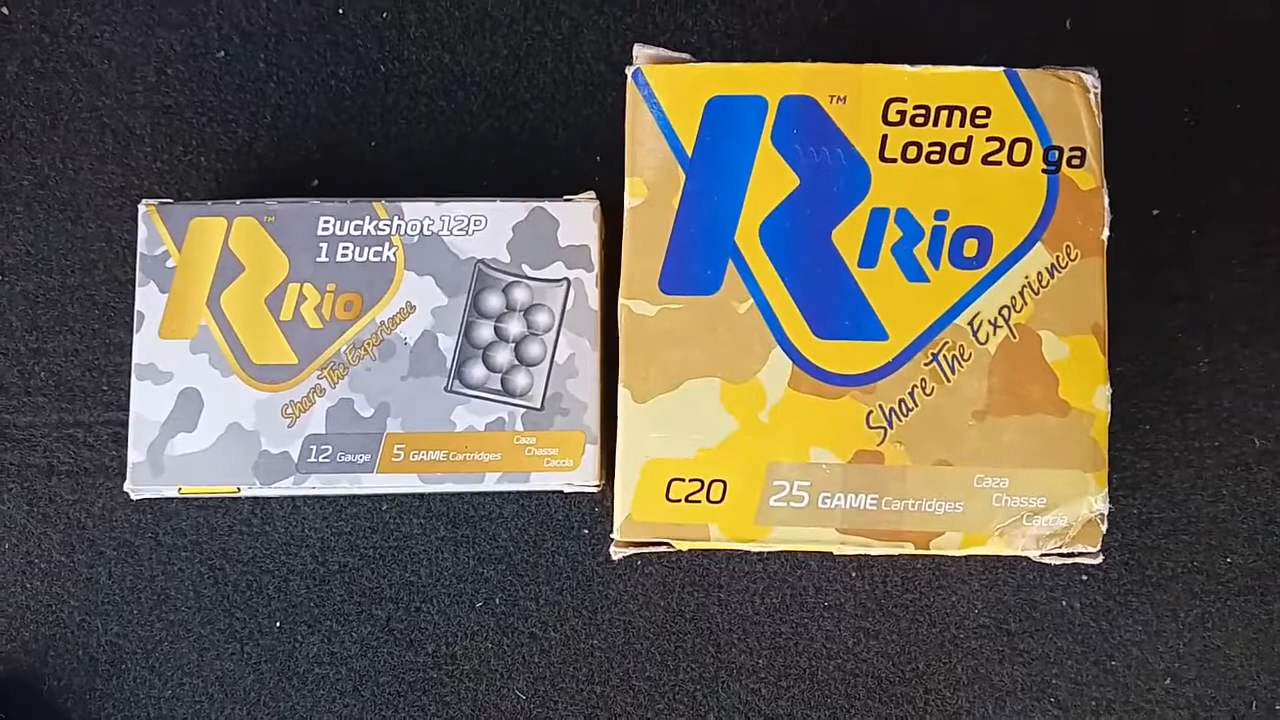 Buckshot 12P
1 Buck
™
Rio
Share The Experience
12 Gauge
5 GAME Cartridges
Caza
Chasse
Caccia
™
Game
Load 20 ga
Rio
Share The Experience
C20
25 GAME Cartridges
Caza
Chasse
Caccia